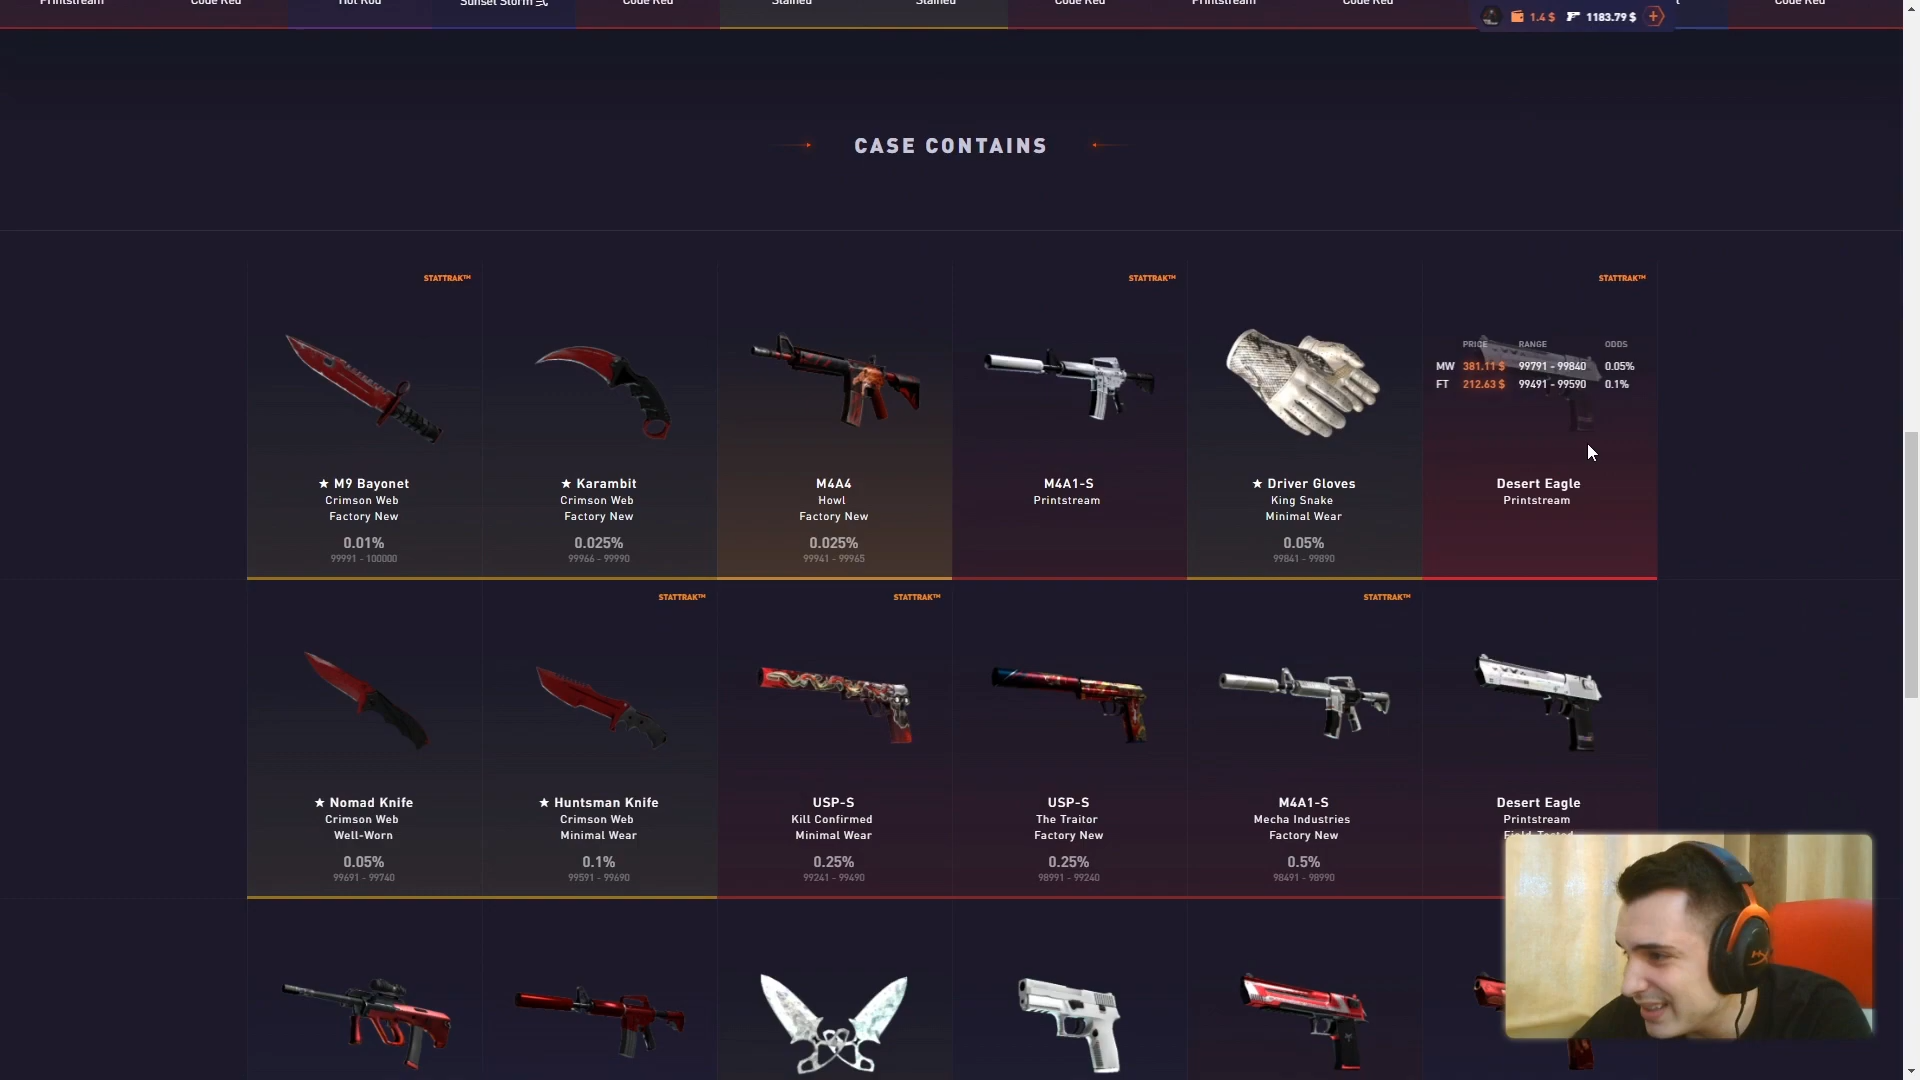 Printstream Code Red Hot Rod Sunset Storm 弐 Code Red Stained Stained Code Red Printstream Code Red Code Red
1.4 $ 1183.79 $
CASE CONTAINS
STATTRAK™ STATTRAK™ STATTRAK™
PRICE RANGE ODDS
MW 381.11 $ 99791 - 99840 0.05%
FT 212.63 $ 99491 - 99590 0.1%
★ M9 Bayonet
Crimson Web
Factory New
0.01%
99991 - 100000
★ Karambit
Crimson Web
Factory New
0.025%
99966 - 99990
M4A4
Howl
Factory New
0.025%
99941 - 99965
M4A1-S
Printstream
★ Driver Gloves
King Snake
Minimal Wear
0.05%
99841 - 99890
Desert Eagle
Printstream
STATTRAK™ STATTRAK™ STATTRAK™
★ Nomad Knife
Crimson Web
Well-Worn
0.05%
99691 - 99740
★ Huntsman Knife
Crimson Web
Minimal Wear
0.1%
99591 - 99690
USP-S
Kill Confirmed
Minimal Wear
0.25%
99241 - 99490
USP-S
The Traitor
Factory New
0.25%
98991 - 99240
M4A1-S
Mecha Industries
Factory New
0.5%
98491 - 98990
Desert Eagle
Printstream
Field-Tested